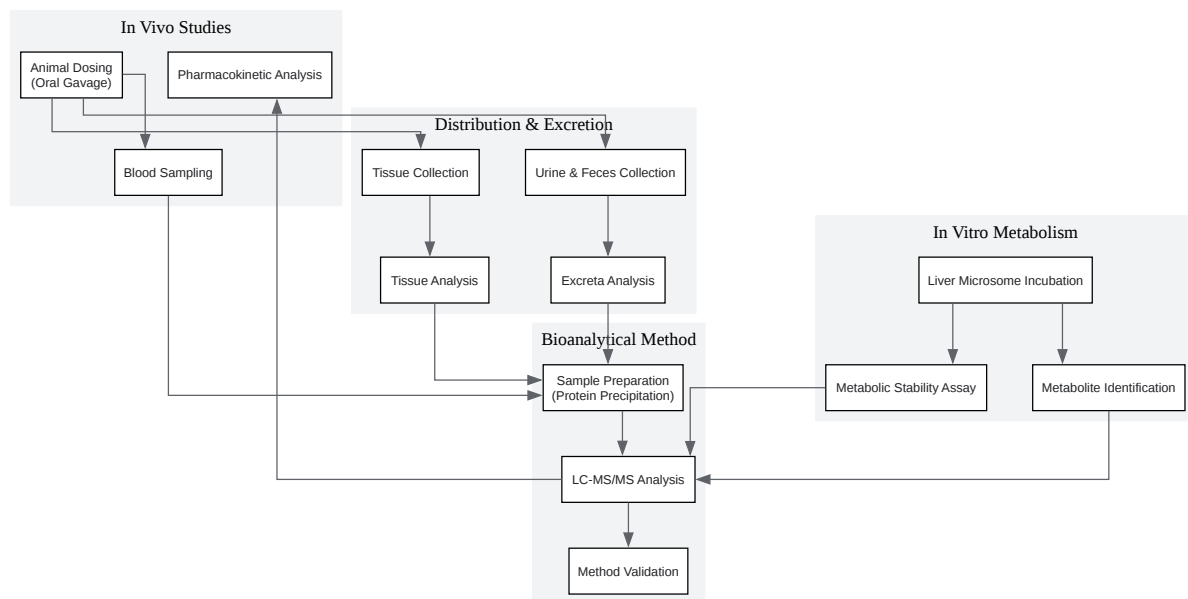 In Vivo Studies
Animal Dosing
(Oral Gavage)
Pharmacokinetic Analysis
Blood Sampling
Distribution & Excretion
Tissue Collection
Urine & Feces Collection
Tissue Analysis
Excreta Analysis
In Vitro Metabolism
Liver Microsome Incubation
Metabolic Stability Assay
Metabolite Identification
Bioanalytical Method
Sample Preparation
(Protein Precipitation)
LC-MS/MS Analysis
Method Validation